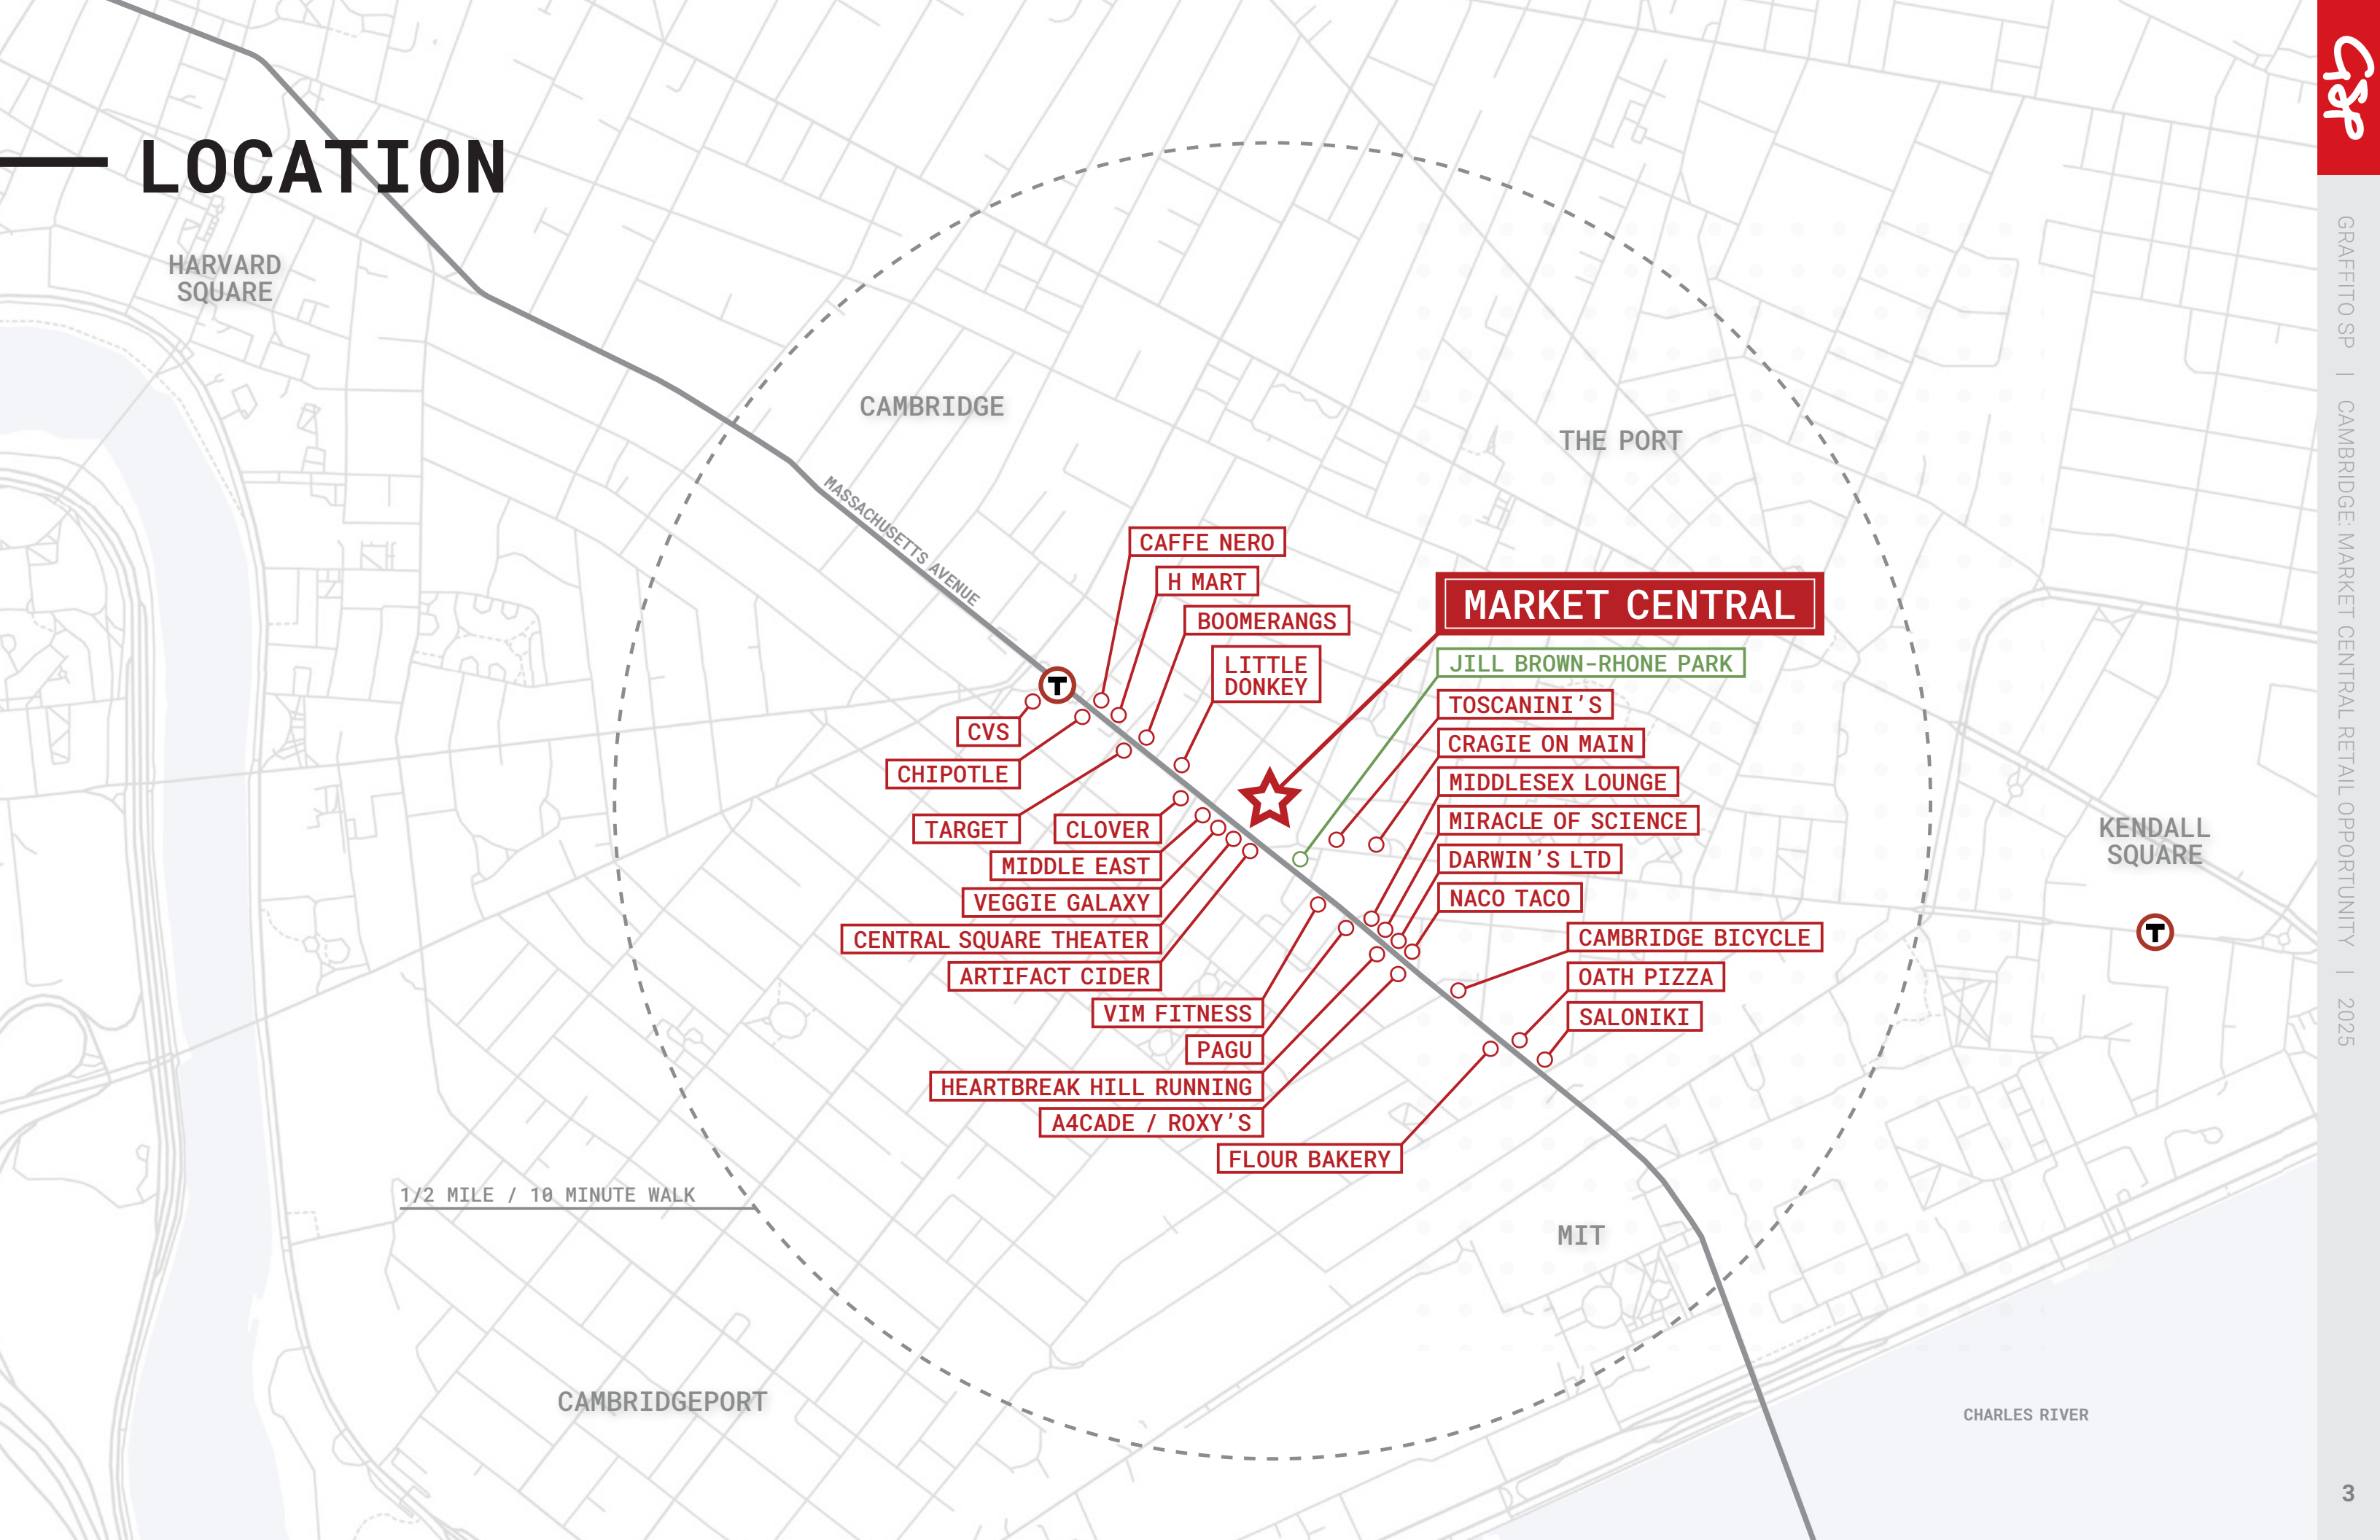 LOCATION
HARVARD
SQUARE
CAMBRIDGE
THE PORT
MASSACHUSETTS AVENUE
CAFFE NERO
H MART
BOOMERANGS
LITTLE
DONKEY
MARKET CENTRAL
JILL BROWN-RHONE PARK
TOSCANINI'S
CRAGIE ON MAIN
MIDDLESEX LOUNGE
MIRACLE OF SCIENCE
DARWIN'S LTD
NACO TACO
CAMBRIDGE BICYCLE
OATH PIZZA
SALONIKI
T
CVS
CHIPOTLE
TARGET
CLOVER
MIDDLE EAST
VEGGIE GALAXY
CENTRAL SQUARE THEATER
ARTIFACT CIDER
VIM FITNESS
PAGU
HEARTBREAK HILL RUNNING
A4CADE / ROXY'S
FLOUR BAKERY
KENDALL
SQUARE
T
1/2 MILE / 10 MINUTE WALK
MIT
CAMBRIDGEPORT
CHARLES RIVER
GSP
GRAFFITO SP | CAMBRIDGE: MARKET CENTRAL RETAIL OPPORTUNITY | 2025
3